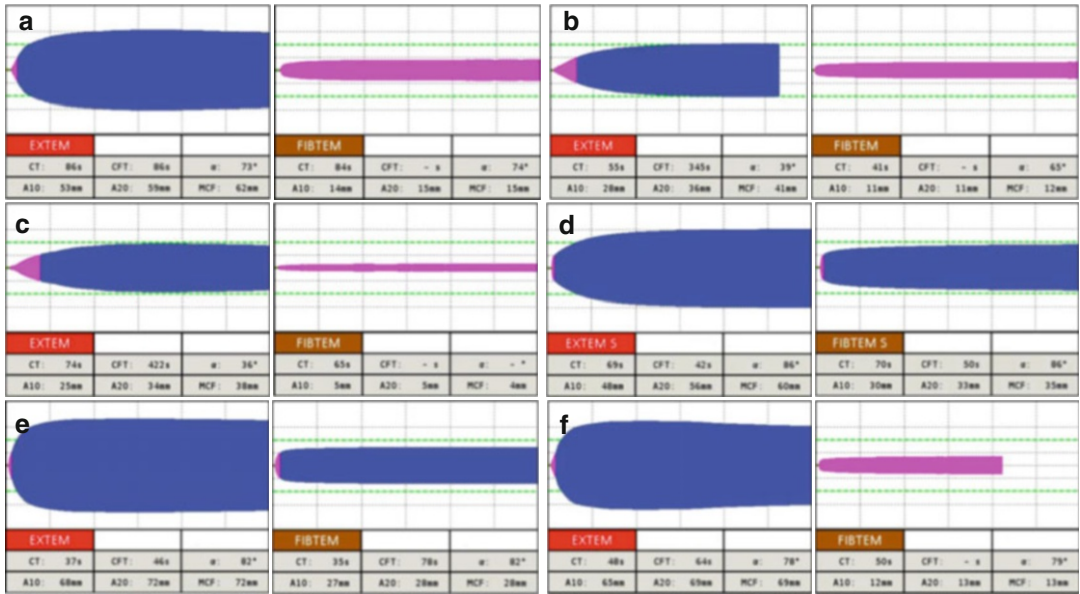 a
EXTEM
CT: 86s CFT: 86s α: 73°
A10: 53mm A20: 59mm MCF: 62mm
FIBTEM
CT: 84s CFT: - s α: 74°
A10: 14mm A20: 15mm MCF: 15mm
b
EXTEM
CT: 55s CFT: 345s α: 39°
A10: 28mm A20: 36mm MCF: 41mm
FIBTEM
CT: 41s CFT: - s α: 65°
A10: 11mm A20: 11mm MCF: 12mm
c
EXTEM
CT: 74s CFT: 422s α: 36°
A10: 25mm A20: 34mm MCF: 38mm
FIBTEM
CT: 65s CFT: - s α: - °
A10: 5mm A20: 5mm MCF: 4mm
d
EXTEM S
CT: 69s CFT: 42s α: 86°
A10: 48mm A20: 56mm MCF: 60mm
FIBTEM S
CT: 70s CFT: 50s α: 86°
A10: 30mm A20: 33mm MCF: 35mm
e
EXTEM
CT: 37s CFT: 46s α: 82°
A10: 68mm A20: 72mm MCF: 72mm
FIBTEM
CT: 35s CFT: 78s α: 82°
A10: 27mm A20: 28mm MCF: 28mm
f
EXTEM
CT: 48s CFT: 64s α: 78°
A10: 65mm A20: 69mm MCF: 69mm
FIBTEM
CT: 50s CFT: - s α: 79°
A10: 12mm A20: 13mm MCF: 13mm